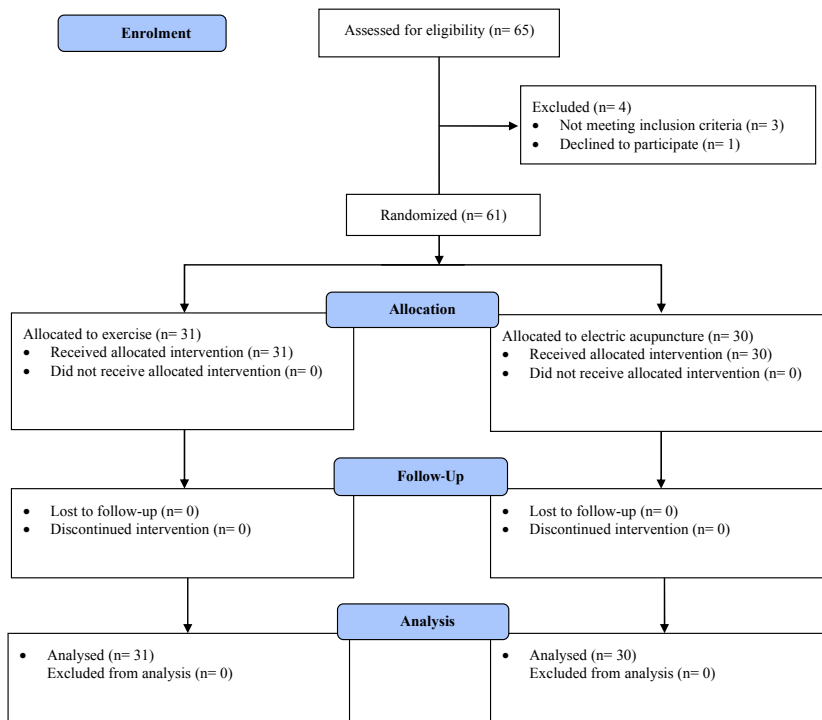 Enrolment
Assessed for eligibility (n= 65)
Excluded (n= 4)
• Not meeting inclusion criteria (n= 3)
• Declined to participate (n= 1)
Randomized (n= 61)
Allocation
Allocated to exercise (n= 31)
• Received allocated intervention (n= 31)
• Did not receive allocated intervention (n= 0)
Allocated to electric acupuncture (n= 30)
• Received allocated intervention (n= 30)
• Did not receive allocated intervention (n= 0)
Follow-Up
• Lost to follow-up (n= 0)
• Discontinued intervention (n= 0)
• Lost to follow-up (n= 0)
• Discontinued intervention (n= 0)
Analysis
• Analysed (n= 31)
Excluded from analysis (n= 0)
• Analysed (n= 30)
Excluded from analysis (n= 0)